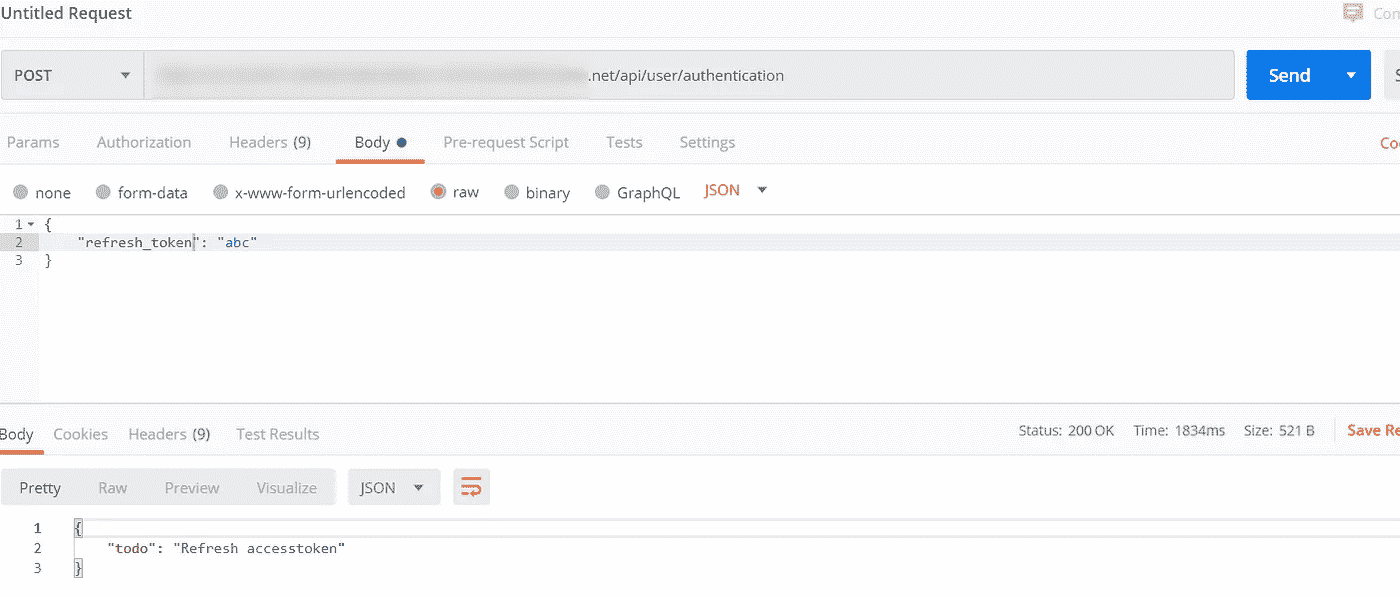 Untitled Request
POST .net/api/user/authentication Send
Params Authorization Headers (9) Body Pre-request Script Tests Settings
none form-data x-www-form-urlencoded raw binary GraphQL JSON
1 {
2 "refresh_token": "abc"
3 }
Body Cookies Headers (9) Test Results Status: 200 OK Time: 1834ms Size: 521 B Save Re
Pretty Raw Preview Visualize JSON
1 {
2 "todo": "Refresh accesstoken"
3 }